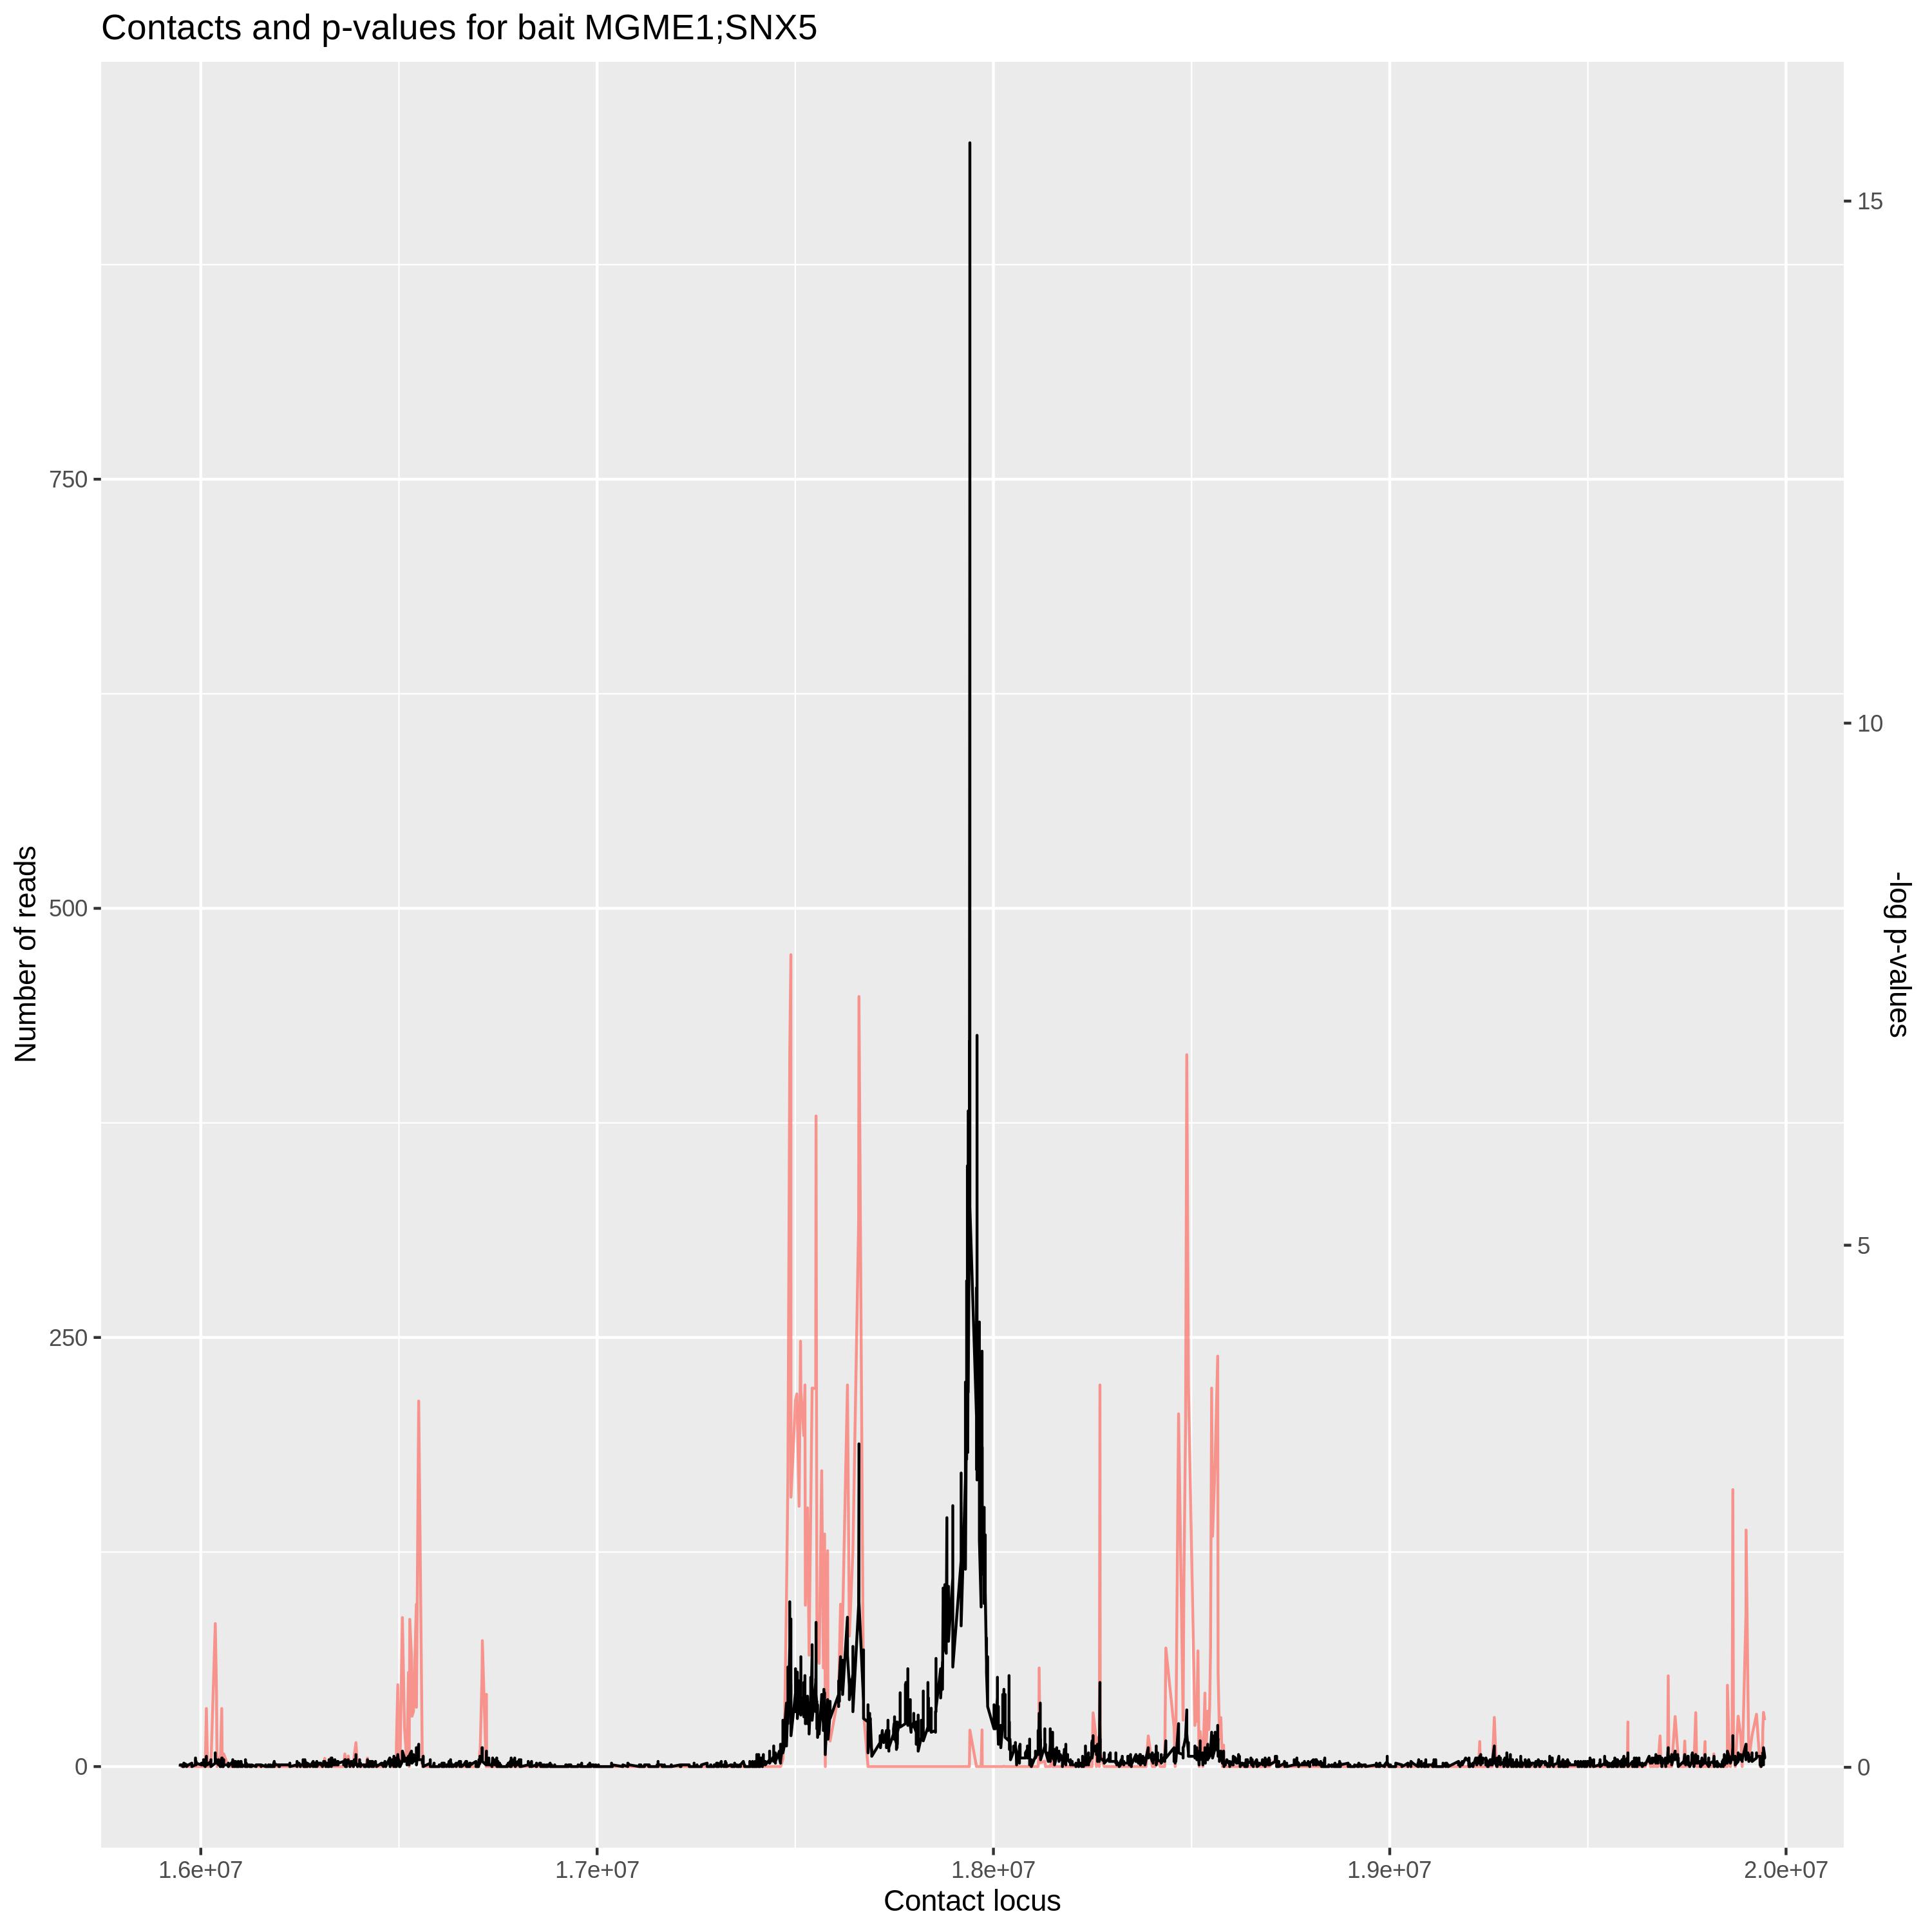 Contacts and p-values for bait MGME1;SNX5
Number of reads
750
500
250
0
15
10
5
0
-log p-values
1.6e+07
1.7e+07
1.8e+07
1.9e+07
2.0e+07
Contact locus